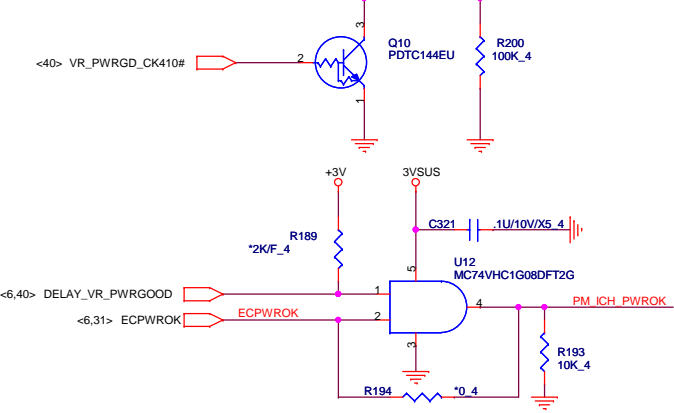 3
Q10
R200
PDTC144EU
100K_4
<40> VR_PWRGD_CK410#
2
1
+3V
3VSUS
C321
.1U/10V/X5_4
R189
*2K/F_4
5
U12
MC74VHC1G08DFT2G
<6,40> DELAY_VR_PWRGOOD
1
4
PM_ICH_PWROK
<6,31> ECPWROK
ECPWROK
2
3
R193
10K_4
R194
*0_4